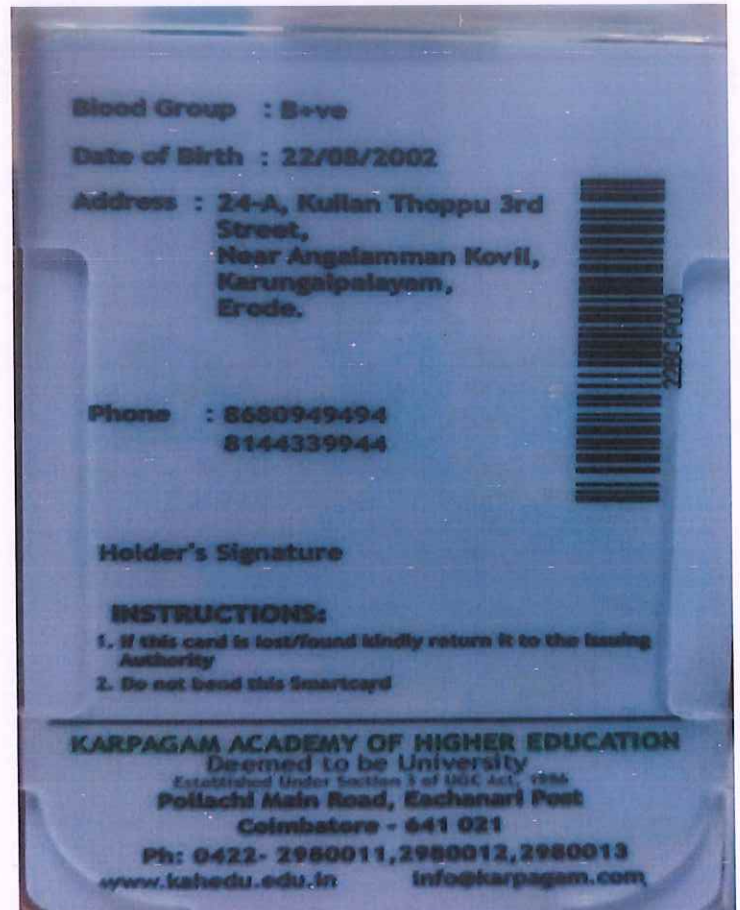 Blood Group : B+ve
Date of Birth : 22/08/2002
Address : 24-A, Kullan Thoppu 3rd
Street,
Near Angalamman Kovil,
Karungalpalayam,
Erode.
22BCP009
Phone : 8680949494
8144339944
Holder's Signature
INSTRUCTIONS:
1. If this card is lost/found kindly return it to the Issuing
Authority
2. Do not bend this Smartcard
KARPAGAM ACADEMY OF HIGHER EDUCATION
Deemed to be University
Established Under Section 3 of UGC Act, 1956
Pollachi Main Road, Eachanari Post
Coimbatore - 641 021
Ph: 0422- 2980011,2980012,2980013
www.kahedu.edu.in info@karpagam.com